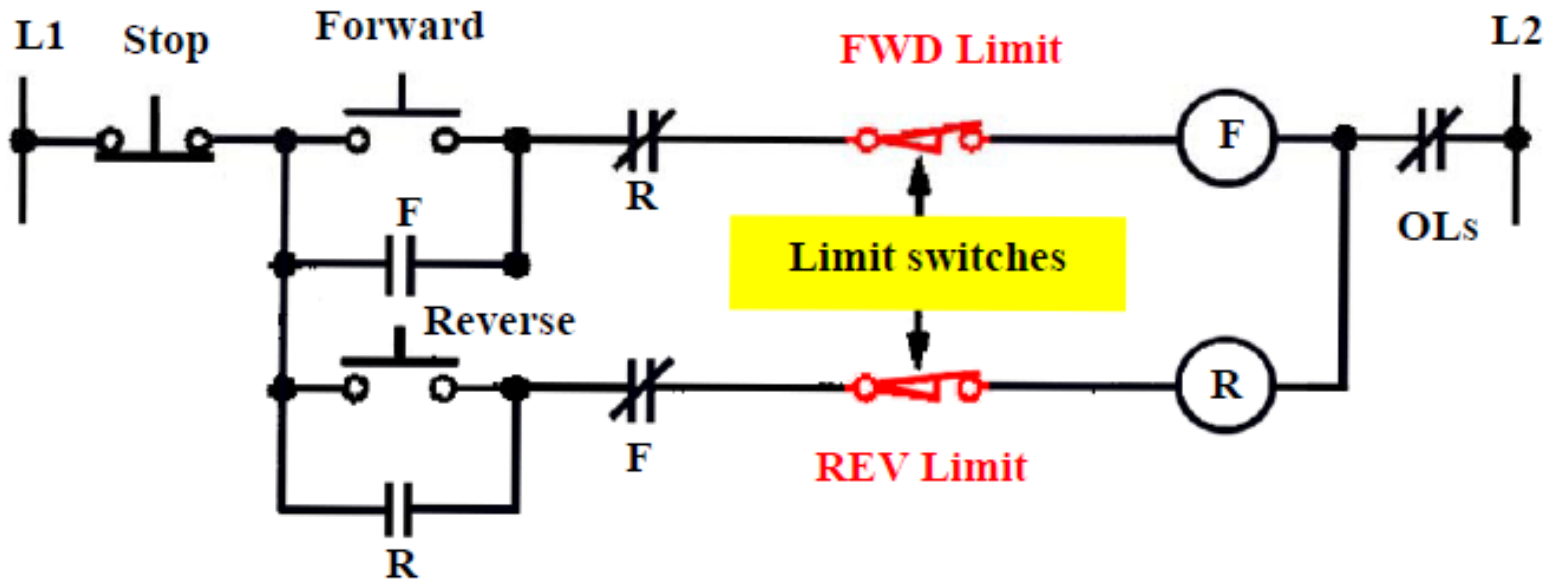 L1
Stop
Forward
FWD Limit
L2
F
R
F
OLs
Limit switches
Reverse
R
F
REV Limit
R